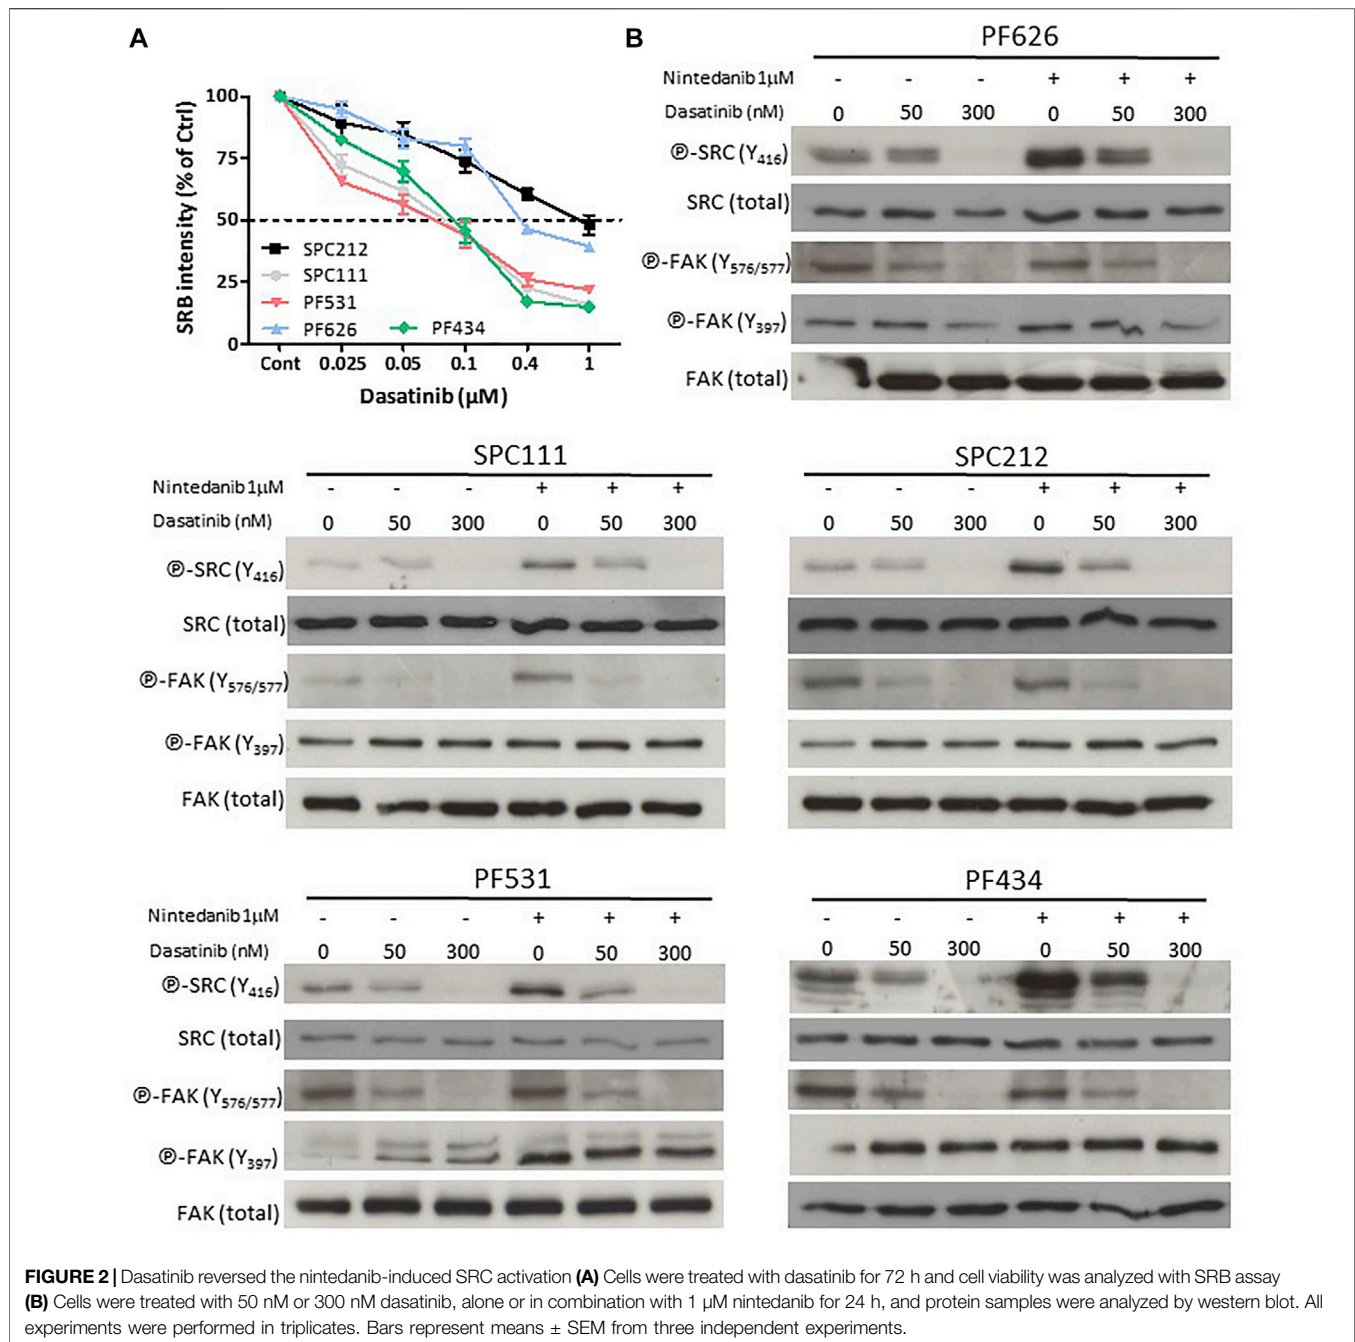 A
100
75
50
25
0
SRB intensity (% of Ctrl)
SPC212
SPC111
PF531
PF626
PF434
Cont 0.025 0.05 0.1 0.4 1
Dasatinib (µM)
B
PF626
Nintedanib 1µM - - - + + +
Dasatinib (nM) 0 50 300 0 50 300
Ⓟ-SRC (Y416)
SRC (total)
Ⓟ-FAK (Y576/577)
Ⓟ-FAK (Y397)
FAK (total)
SPC111
Nintedanib 1µM - - - + + +
Dasatinib (nM) 0 50 300 0 50 300
Ⓟ-SRC (Y416)
SRC (total)
Ⓟ-FAK (Y576/577)
Ⓟ-FAK (Y397)
FAK (total)
SPC212
- - - + + +
0 50 300 0 50 300
PF531
Nintedanib 1µM - - - + + +
Dasatinib (nM) 0 50 300 0 50 300
Ⓟ-SRC (Y416)
SRC (total)
Ⓟ-FAK (Y576/577)
Ⓟ-FAK (Y397)
FAK (total)
PF434
- - - + + +
0 50 300 0 50 300
FIGURE 2 | Dasatinib reversed the nintedanib-induced SRC activation (A) Cells were treated with dasatinib for 72 h and cell viability was analyzed with SRB assay
(B) Cells were treated with 50 nM or 300 nM dasatinib, alone or in combination with 1 µM nintedanib for 24 h, and protein samples were analyzed by western blot. All
experiments were performed in triplicates. Bars represent means ± SEM from three independent experiments.